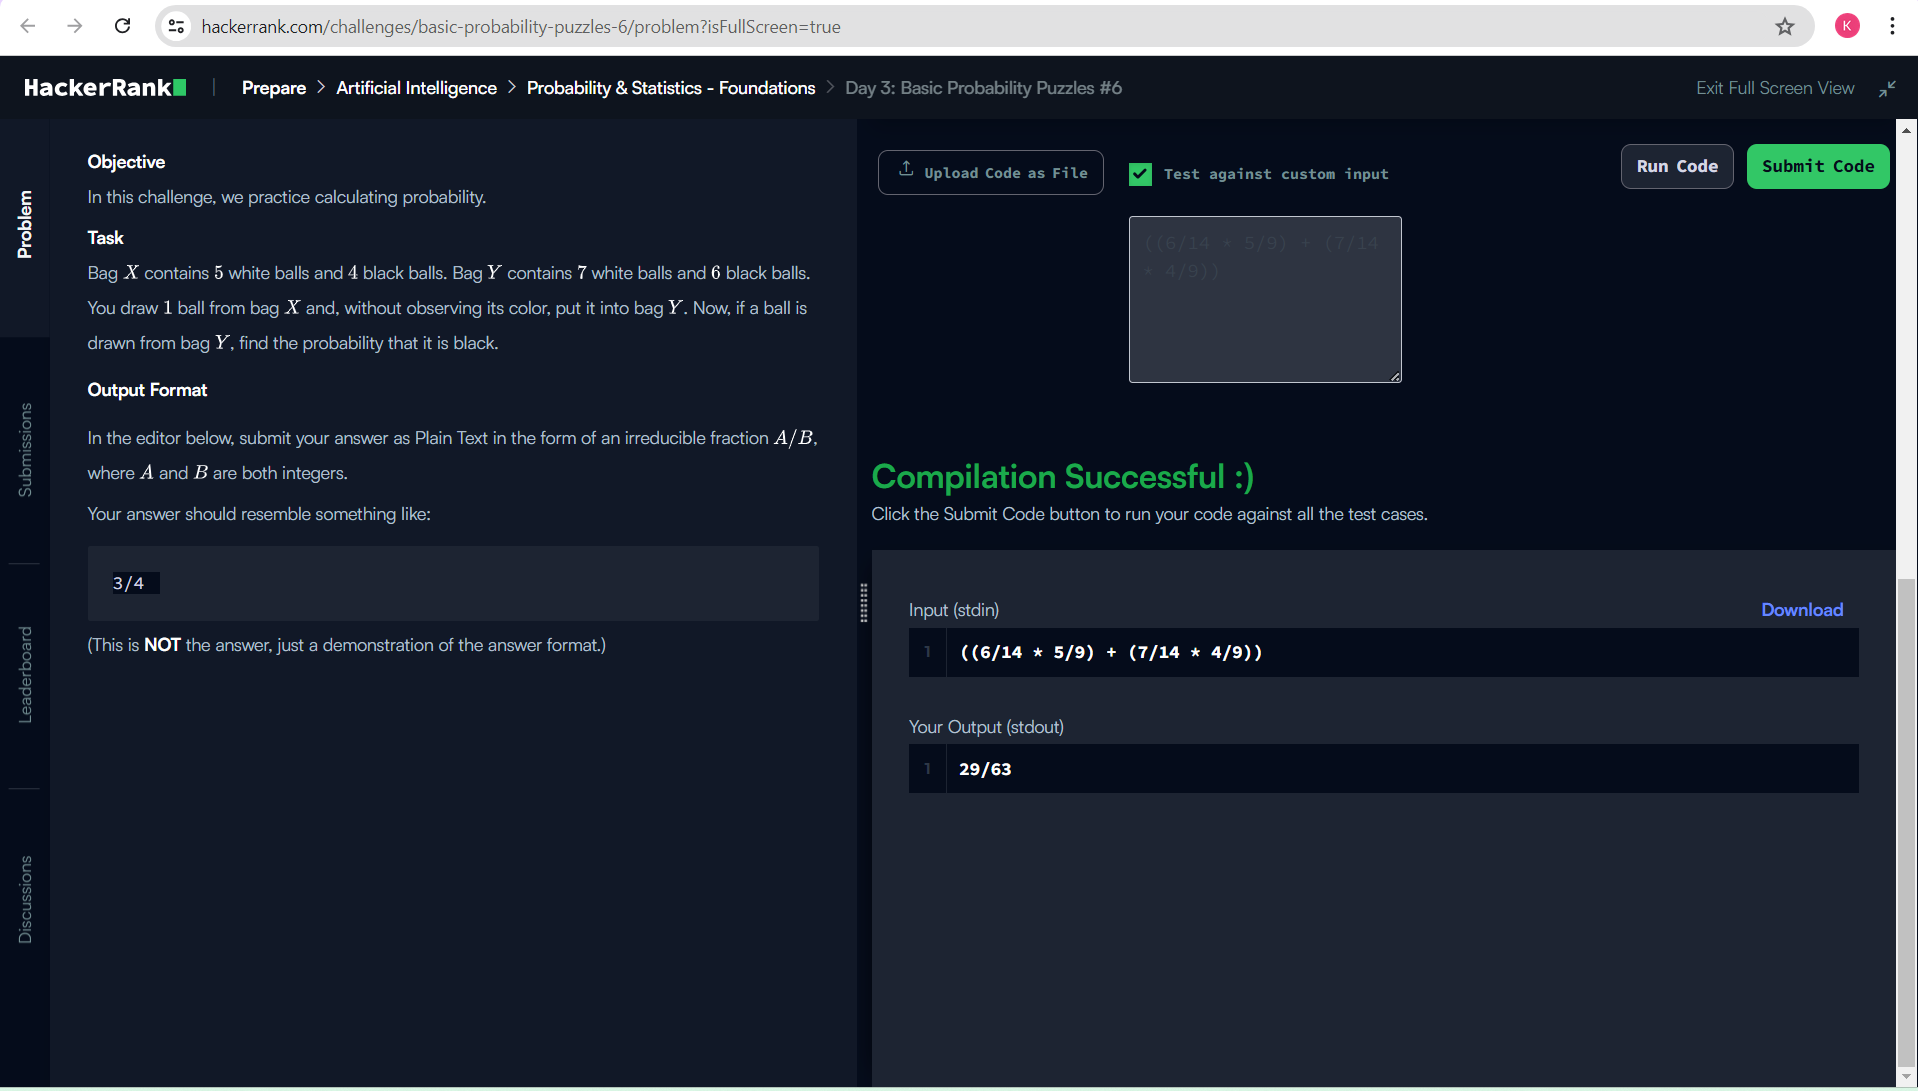 hackerrank.com/challenges/basic-probability-puzzles-6/problem?isFullScreen=true
K
HackerRank
Prepare > Artificial Intelligence > Probability & Statistics - Foundations > Day 3: Basic Probability Puzzles #6
Exit Full Screen View
Problem
Submissions
Leaderboard
Discussions
Objective
In this challenge, we practice calculating probability.
Task
Bag X contains 5 white balls and 4 black balls. Bag Y contains 7 white balls and 6 black balls.
You draw 1 ball from bag X and, without observing its color, put it into bag Y. Now, if a ball is
drawn from bag Y, find the probability that it is black.
Output Format
In the editor below, submit your answer as Plain Text in the form of an irreducible fraction A/B,
where A and B are both integers.
Your answer should resemble something like:
3/4
(This is NOT the answer, just a demonstration of the answer format.)
Upload Code as File
Test against custom input
Run Code
Submit Code
((6/14 * 5/9) + (7/14
* 4/9))
Compilation Successful :)
Click the Submit Code button to run your code against all the test cases.
Input (stdin)
Download
1 ((6/14 * 5/9) + (7/14 * 4/9))
Your Output (stdout)
1 29/63